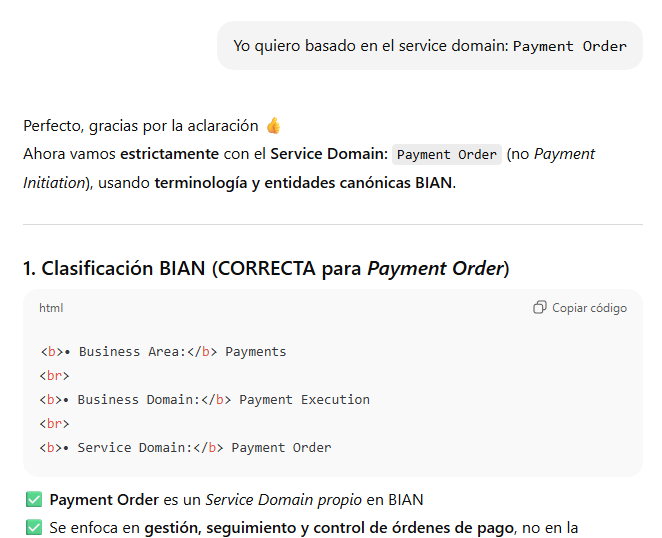 Yo quiero basado en el service domain: Payment Order
Perfecto, gracias por la aclaración 👍
Ahora vamos estrictamente con el Service Domain: Payment Order (no Payment
Initiation), usando terminología y entidades canónicas BIAN.
1. Clasificación BIAN (CORRECTA para Payment Order)
html
Copiar código
<b>• Business Area:</b> Payments
<br>
<b>• Business Domain:</b> Payment Execution
<br>
<b>• Service Domain:</b> Payment Order
✅ Payment Order es un Service Domain propio en BIAN
✅ Se enfoca en gestión, seguimiento y control de órdenes de pago, no en la